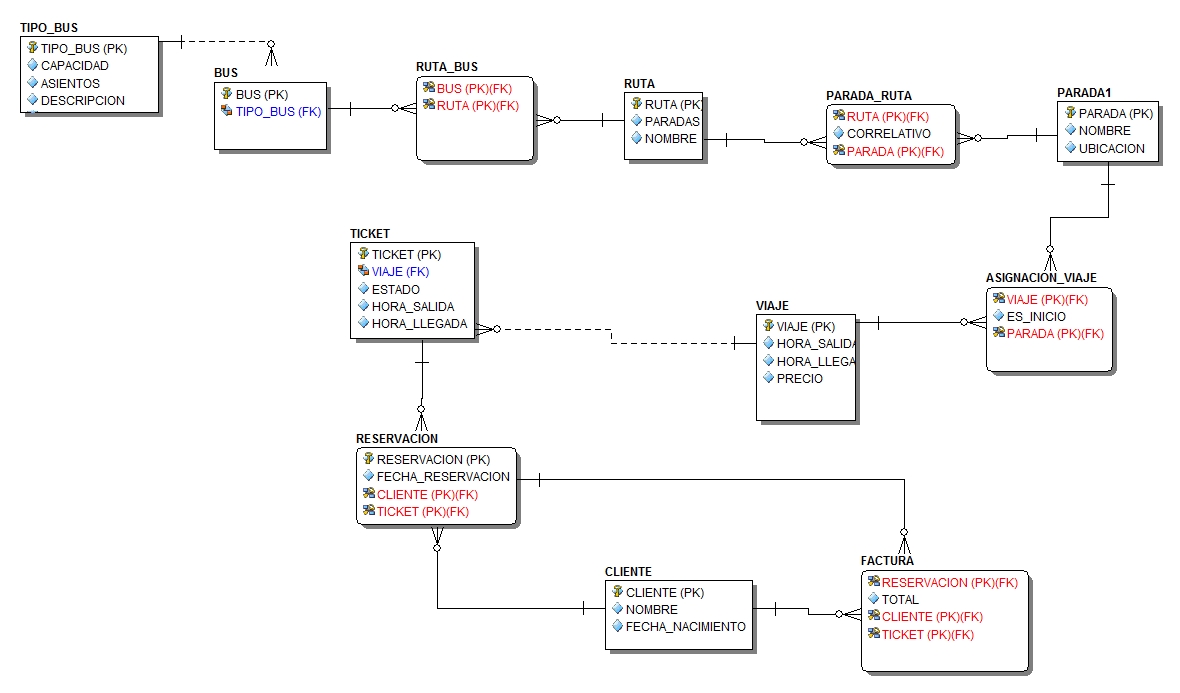 TIPO_BUS
TIPO_BUS (PK)
CAPACIDAD
ASIENTOS
DESCRIPCION
BUS
BUS (PK)
TIPO_BUS (FK)
RUTA_BUS
BUS (PK)(FK)
RUTA (PK)(FK)
RUTA
RUTA (PK)
PARADAS
NOMBRE
PARADA_RUTA
RUTA (PK)(FK)
CORRELATIVO
PARADA (PK)(FK)
PARADA1
PARADA (PK)
NOMBRE
UBICACION
TICKET
TICKET (PK)
VIAJE (FK)
ESTADO
HORA_SALIDA
HORA_LLEGADA
VIAJE
VIAJE (PK)
HORA_SALIDA
HORA_LLEGA
PRECIO
ASIGNACION_VIAJE
VIAJE (PK)(FK)
ES_INICIO
PARADA (PK)(FK)
RESERVACION
RESERVACION (PK)
FECHA_RESERVACION
CLIENTE (PK)(FK)
TICKET (PK)(FK)
CLIENTE
CLIENTE (PK)
NOMBRE
FECHA_NACIMIENTO
FACTURA
RESERVACION (PK)(FK)
TOTAL
CLIENTE (PK)(FK)
TICKET (PK)(FK)